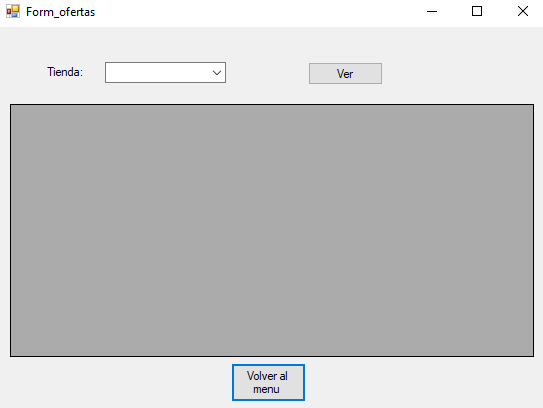 Form_ofertas
Tienda:
Ver
Volver al
menu